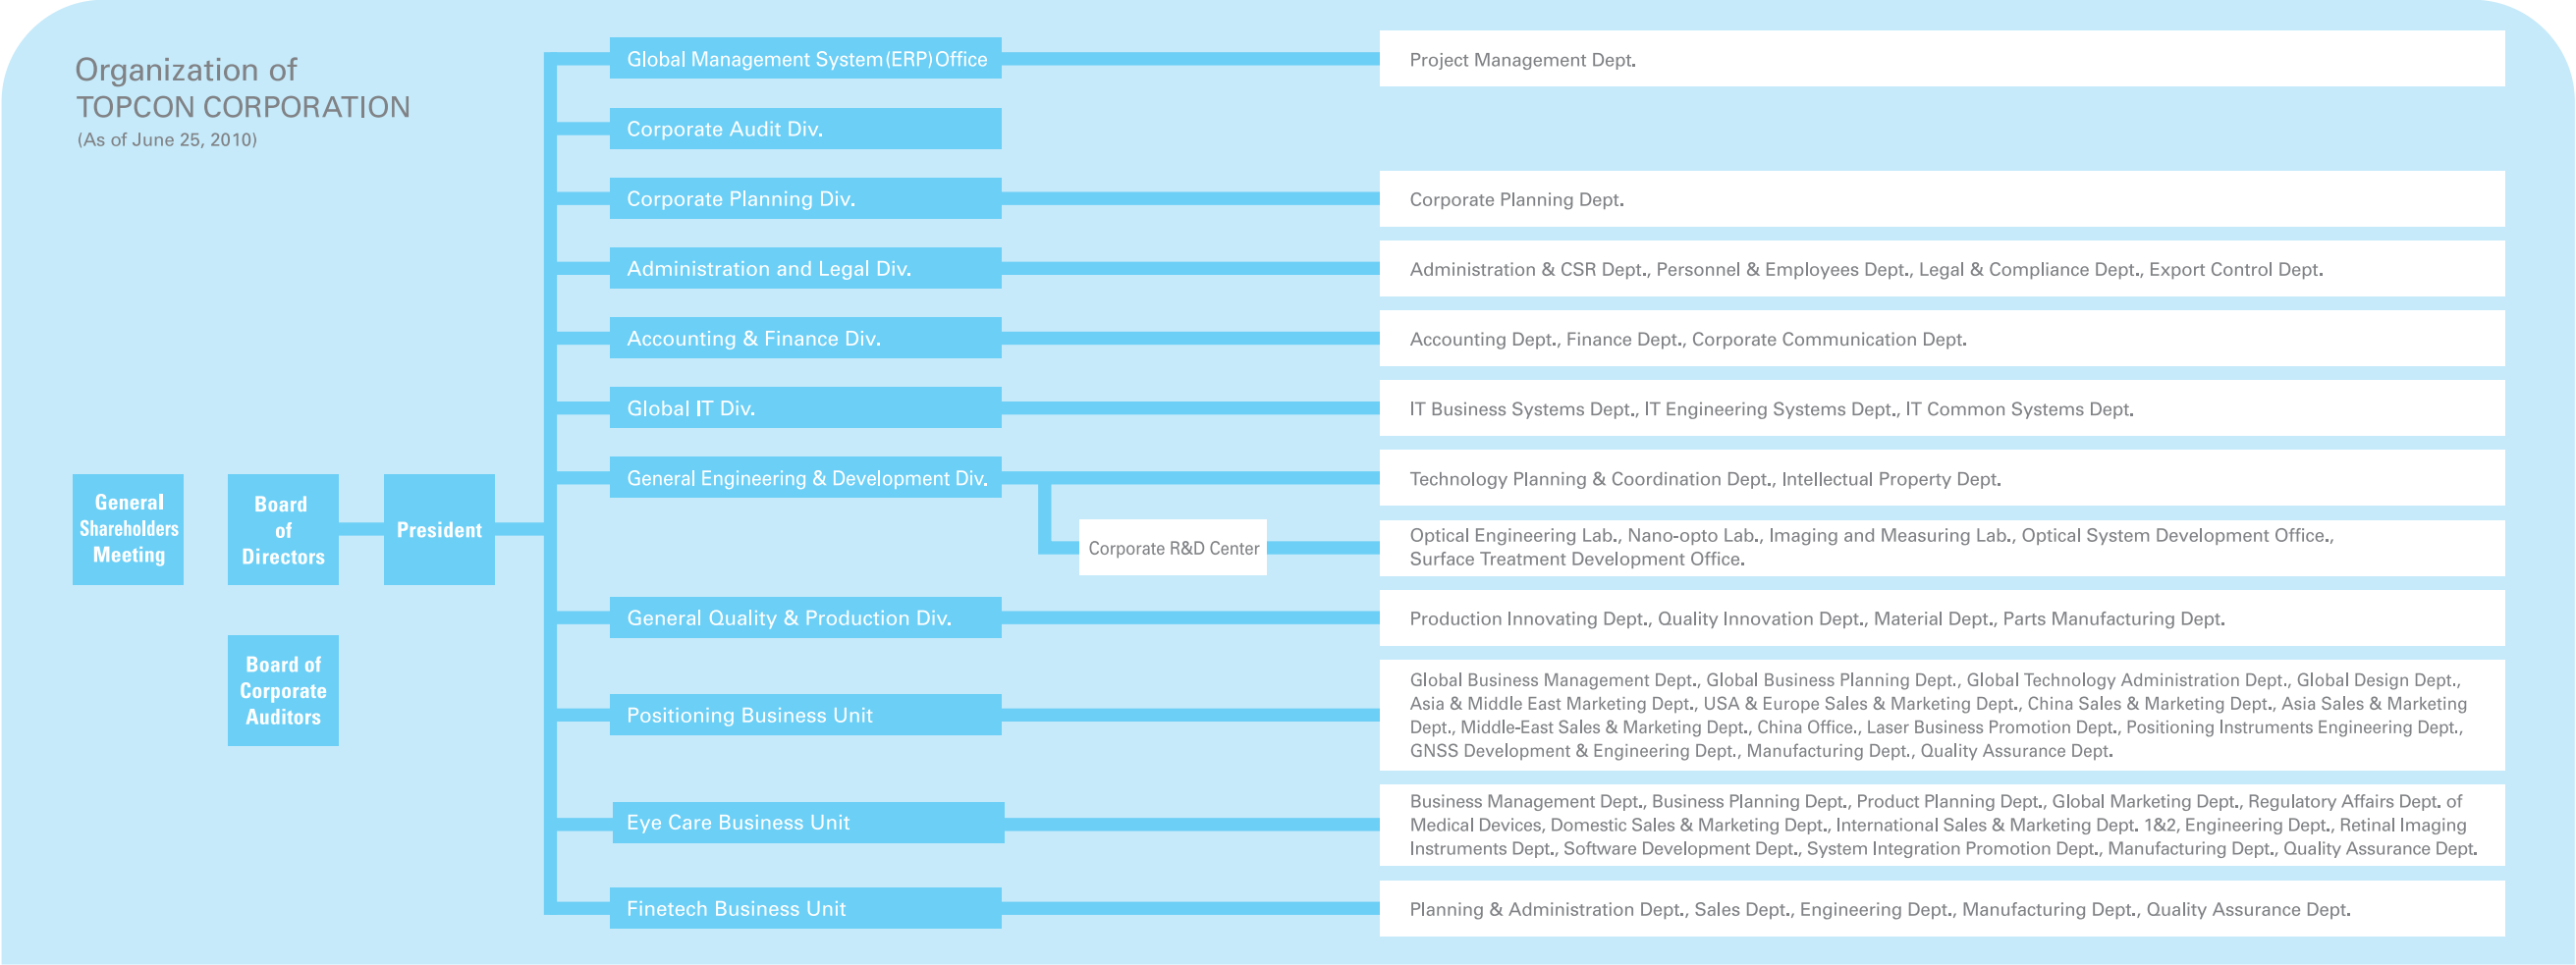 Organization of
TOPCON CORPORATION
(As of June 25, 2010)
General
Shareholders
Meeting
Board
of
Directors
President
Board of
Corporate
Auditors
Global Management System(ERP)Office
Project Management Dept.
Corporate Audit Div.
Corporate Planning Div.
Corporate Planning Dept.
Administration and Legal Div.
Administration & CSR Dept., Personnel & Employees Dept., Legal & Compliance Dept., Export Control Dept.
Accounting & Finance Div.
Accounting Dept., Finance Dept., Corporate Communication Dept.
Global IT Div.
IT Business Systems Dept., IT Engineering Systems Dept., IT Common Systems Dept.
General Engineering & Development Div.
Technology Planning & Coordination Dept., Intellectual Property Dept.
Corporate R&D Center
Optical Engineering Lab., Nano-opto Lab., Imaging and Measuring Lab., Optical System Development Office.,
Surface Treatment Development Office.
General Quality & Production Div.
Production Innovating Dept., Quality Innovation Dept., Material Dept., Parts Manufacturing Dept.
Positioning Business Unit
Global Business Management Dept., Global Business Planning Dept., Global Technology Administration Dept., Global Design Dept.,
Asia & Middle East Marketing Dept., USA & Europe Sales & Marketing Dept., China Sales & Marketing Dept., Asia Sales & Marketing
Dept., Middle-East Sales & Marketing Dept., China Office., Laser Business Promotion Dept., Positioning Instruments Engineering Dept.,
GNSS Development & Engineering Dept., Manufacturing Dept., Quality Assurance Dept.
Eye Care Business Unit
Business Management Dept., Business Planning Dept., Product Planning Dept., Global Marketing Dept., Regulatory Affairs Dept. of
Medical Devices, Domestic Sales & Marketing Dept., International Sales & Marketing Dept. 1&2, Engineering Dept., Retinal Imaging
Instruments Dept., Software Development Dept., System Integration Promotion Dept., Manufacturing Dept., Quality Assurance Dept.
Finetech Business Unit
Planning & Administration Dept., Sales Dept., Engineering Dept., Manufacturing Dept., Quality Assurance Dept.